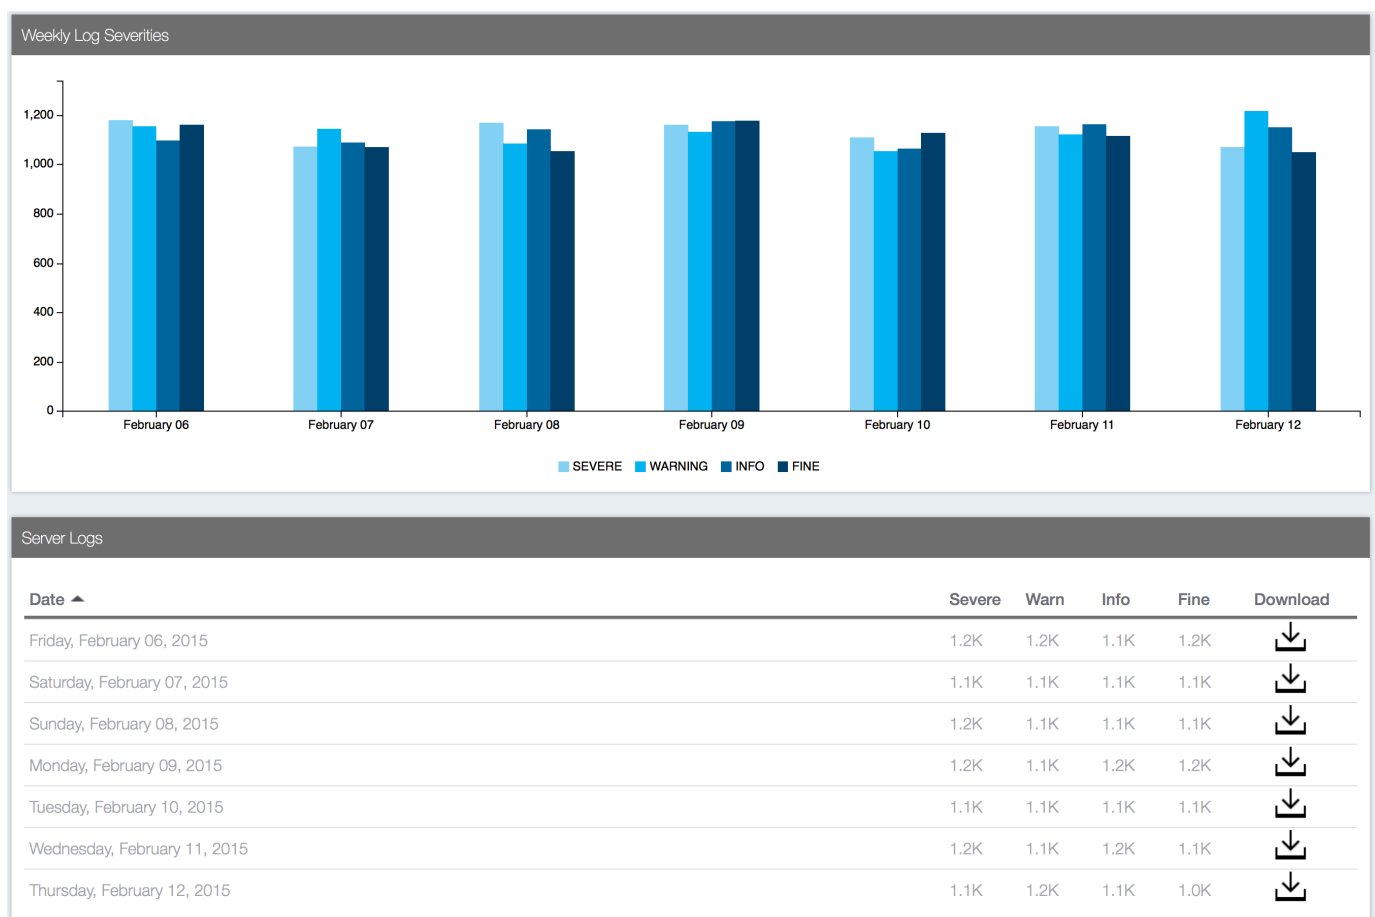 Weekly Log Severities
1,200
1,000
800
600
400
200
0
February 06 February 07 February 08 February 09 February 10 February 11 February 12
SEVERE WARNING INFO FINE
Server Logs
Date Severe Warn Info Fine Download
Friday, February 06, 2015 1.2K 1.2K 1.1K 1.2K
Saturday, February 07, 2015 1.1K 1.1K 1.1K 1.1K
Sunday, February 08, 2015 1.2K 1.1K 1.1K 1.1K
Monday, February 09, 2015 1.2K 1.1K 1.2K 1.2K
Tuesday, February 10, 2015 1.1K 1.1K 1.1K 1.1K
Wednesday, February 11, 2015 1.2K 1.1K 1.2K 1.1K
Thursday, February 12, 2015 1.1K 1.2K 1.1K 1.0K